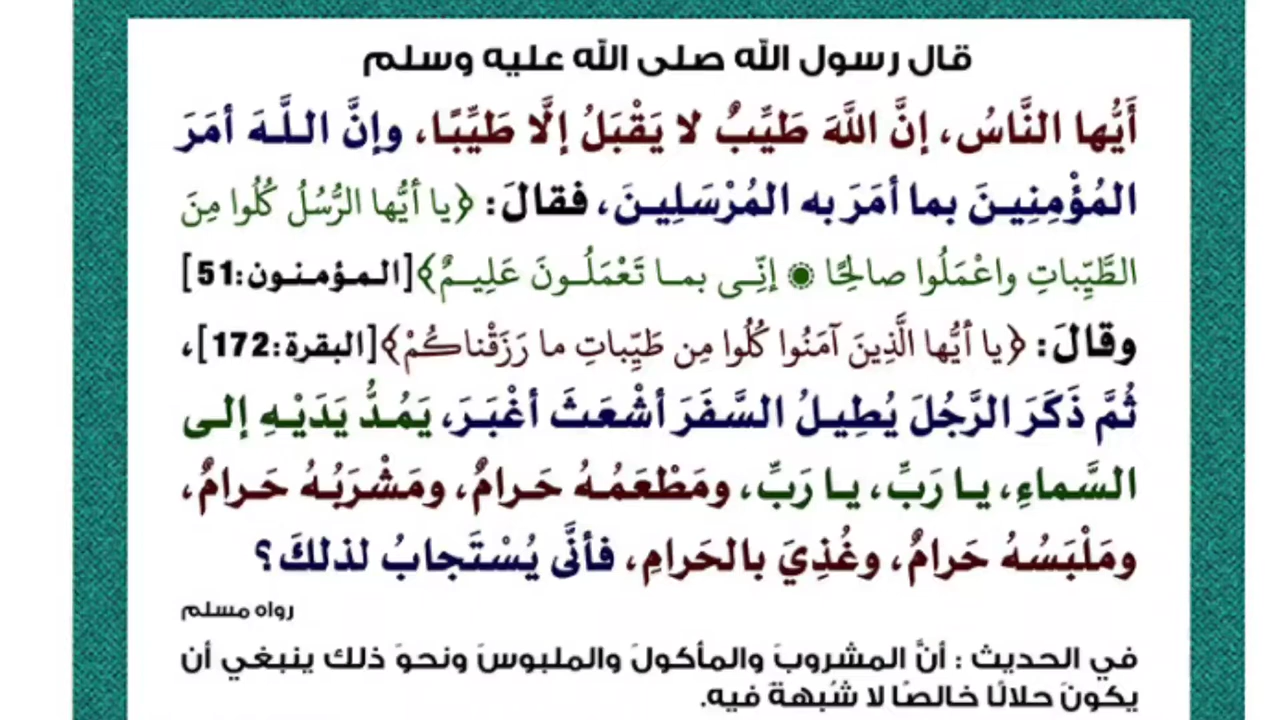 قال رسول الله صلى الله عليه وسلم
أَيُّها النَّاسُ، إنَّ اللَّهَ طَيِّبٌ لا يَقْبَلُ إلَّا طَيِّبًا، وإنَّ اللَّهَ أمَرَ
المُؤْمِنِينَ بما أمَرَ به المُرْسَلِينَ، فقالَ: {يا أيُّها الرُّسُلُ كُلُوا مِنَ
الطَّيِّباتِ واعْمَلُوا صالِحًا ۞ إنِّي بما تَعْمَلُونَ عَلِيمٌ}[المؤمنون:51]
وقالَ: {يا أيُّها الَّذِينَ آمَنُوا كُلُوا مِن طَيِّباتِ ما رَزَقْناكُمْ}[البقرة:172]،
ثُمَّ ذَكَرَ الرَّجُلَ يُطِيلُ السَّفَرَ أشْعَثَ أغْبَرَ، يَمُدُّ يَدَيْهِ إلى
السَّماءِ، يا رَبِّ، يا رَبِّ، ومَطْعَمُهُ حَرامٌ، ومَشْرَبُهُ حَرامٌ،
ومَلْبَسُهُ حَرامٌ، وغُذِيَ بالحَرامِ، فأنَّى يُسْتَجابُ لذلكَ؟
رواه مسلم
في الحديث : أنَّ المشروبَ والمأكولَ والملبوسَ ونحوَ ذلك ينبغي أن
يكونَ حلالًا خالصًا لا شُبهةَ فيه.